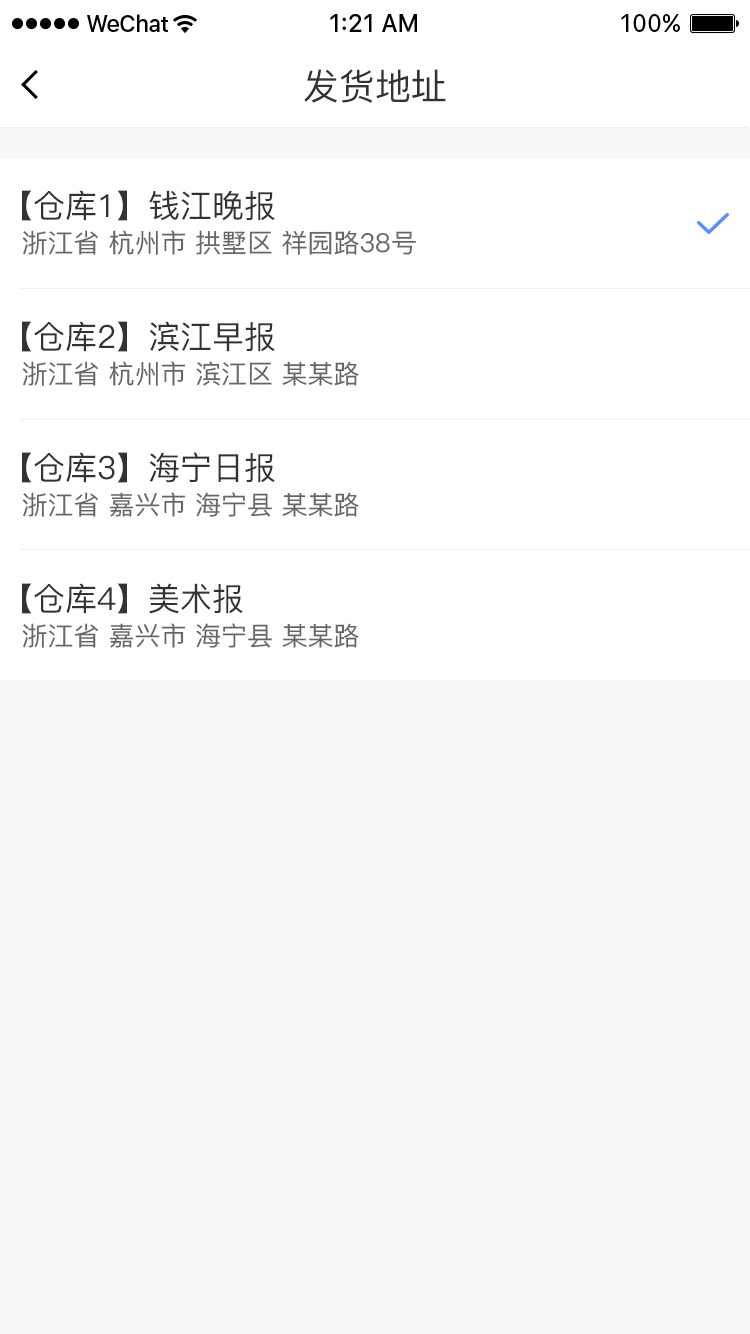 WeChat 1:21 AM 100%
发货地址
【仓库1】钱江晚报
浙江省 杭州市 拱墅区 祥园路38号
【仓库2】滨江早报
浙江省 杭州市 滨江区 某某路
【仓库3】海宁日报
浙江省 嘉兴市 海宁县 某某路
【仓库4】美术报
浙江省 嘉兴市 海宁县 某某路